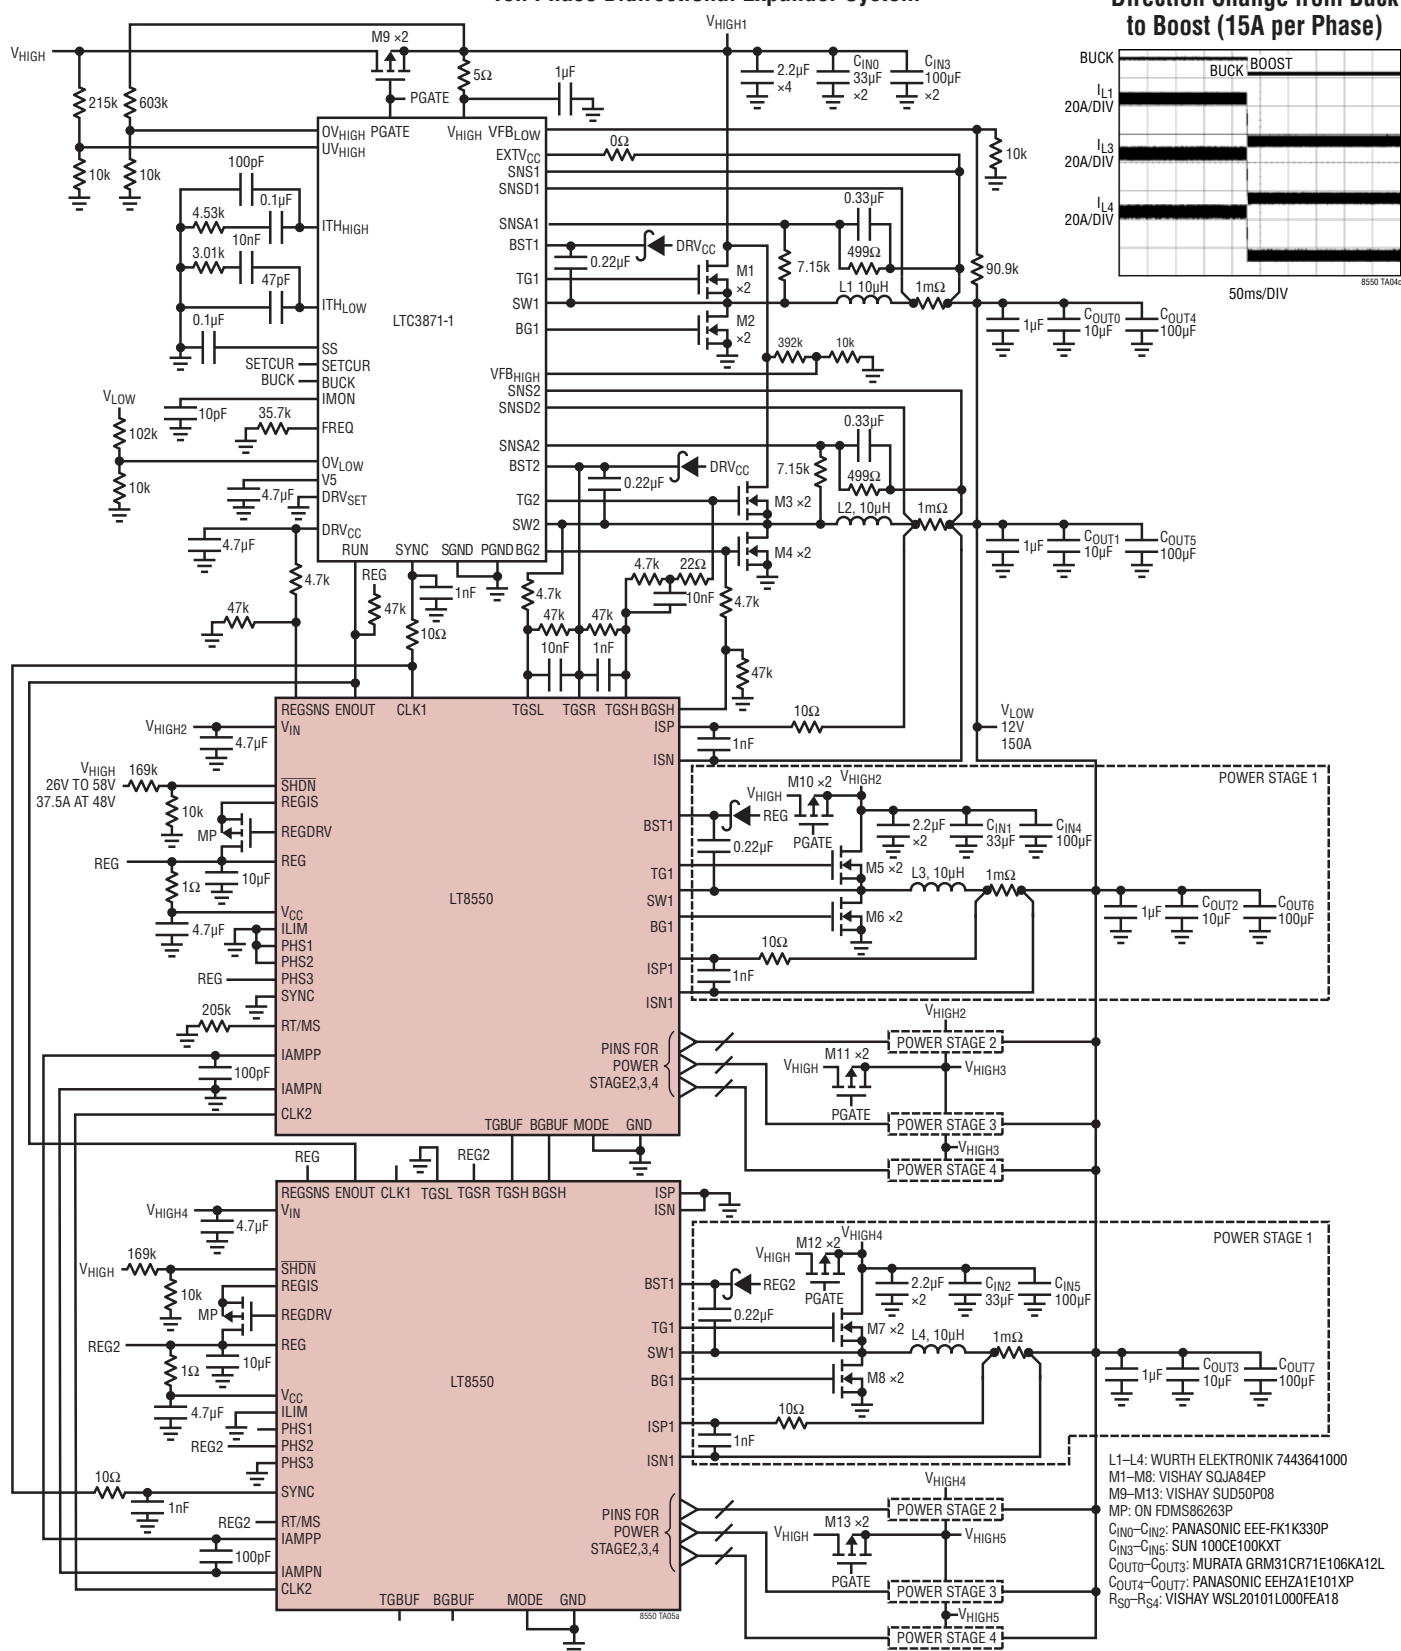 Direction Change from Buck
to Boost (15A per Phase)
BUCK
BUCK
BOOST
IL1
20A/DIV
IL3
20A/DIV
IL4
20A/DIV
50ms/DIV
VHIGH
M9 ×2
VHIGH1
215k
603k
5Ω
1µF
2.2µF
×4
CIN0
33µF
×2
CIN3
100µF
×2
PGATE
10k
10k
OVHIGH
PGATE
VHIGH
VFBLOW
UVHIGH
EXTVCC
0Ω
SNS1
10k
SNSD1
100pF
0.1µF
4.53k
ITHHIGH
10nF
3.01k
47pF
ITHLOW
0.1µF
SS
SETCUR
SETCUR
BUCK
BUCK
IMON
10pF
35.7k
FREQ
VLOW
102k
10k
OVLOW
V5
4.7µF
DRVSET
DRVCC
4.7µF
LTC3871-1
SNSA1
0.33µF
BST1
DRVCC
0.22µF
7.15k
499Ω
90.9k
TG1
M1
×2
L1 10µH
1mΩ
SW1
BG1
M2
×2
1µF
COUT0
10µF
COUT4
100µF
392k
10k
VFBHIGH
SNS2
SNSD2
SNSA2
0.33µF
BST2
DRVCC
0.22µF
7.15k
499Ω
TG2
M3 ×2
L2, 10µH
1mΩ
SW2
M4 ×2
1µF
COUT1
10µF
COUT5
100µF
RUN
SYNC
SGND
PGND
BG2
4.7k
47k
REG
47k
1nF
10Ω
4.7k
47k
47k
10nF
1nF
4.7k
22Ω
10nF
4.7k
47k
REGSNS
ENOUT
CLK1
TGSL
TGSR
TGSH
BGSH
VHIGH2
VIN
4.7µF
ISP
10Ω
1nF
ISN
VLOW
12V
150A
VHIGH
26V TO 58V
37.5A AT 48V
169k
SHDN
10k
REGIS
MP
REGDRV
REG
REG
10µF
1Ω
VCC
4.7µF
ILIM
PHS1
PHS2
REG
PHS3
SYNC
205k
RT/MS
IAMPP
100pF
IAMPN
CLK2
LT8550
POWER STAGE 1
M10 ×2
VHIGH2
VHIGH
PGATE
BST1
REG
0.22µF
2.2µF
×2
CIN1
33µF
CIN4
100µF
TG1
M5 ×2
L3, 10µH
1mΩ
SW1
BG1
M6 ×2
1µF
COUT2
10µF
COUT6
100µF
10Ω
ISP1
1nF
ISN1
PINS FOR
POWER
STAGE2,3,4
VHIGH2
POWER STAGE 2
M11 ×2
VHIGH
VHIGH3
PGATE
POWER STAGE 3
VHIGH3
POWER STAGE 4
TGBUF
BGBUF
MODE
GND
REG
REG2
REGSNS
ENOUT
CLK1
TGSL
TGSR
TGSH
BGSH
ISP
ISN
VHIGH4
VIN
4.7µF
169k
VHIGH
SHDN
10k
REGIS
MP
REGDRV
REG2
REG
10µF
1Ω
VCC
4.7µF
ILIM
PHS1
REG2
PHS2
PHS3
10Ω
SYNC
1nF
REG2
RT/MS
IAMPP
100pF
IAMPN
CLK2
LT8550
POWER STAGE 1
M12 ×2
VHIGH4
VHIGH
PGATE
BST1
REG2
0.22µF
2.2µF
×2
CIN2
33µF
CIN5
100µF
TG1
M7 ×2
L4, 10µH
1mΩ
SW1
BG1
M8 ×2
1µF
COUT3
10µF
COUT7
100µF
10Ω
ISP1
1nF
ISN1
PINS FOR
POWER
STAGE2,3,4
VHIGH4
POWER STAGE 2
M13 ×2
VHIGH
VHIGH5
PGATE
POWER STAGE 3
VHIGH5
POWER STAGE 4
TGBUF
BGBUF
MODE
GND
8550 TA05a
L1–L4: WURTH ELEKTRONIK 7443641000
M1–M8: VISHAY SQJA84EP
M9–M13: VISHAY SUD50P08
MP: ON FDMS86263P
CIN0–CIN2: PANASONIC EEE-FK1K330P
CIN3–CIN5: SUN 100CE100KXT
COUT0–COUT3: MURATA GRM31CR71E106KA12L
COUT4–COUT7: PANASONIC EEHZA1E101XP
RS0–RS4: VISHAY WSL20101L000FEA18